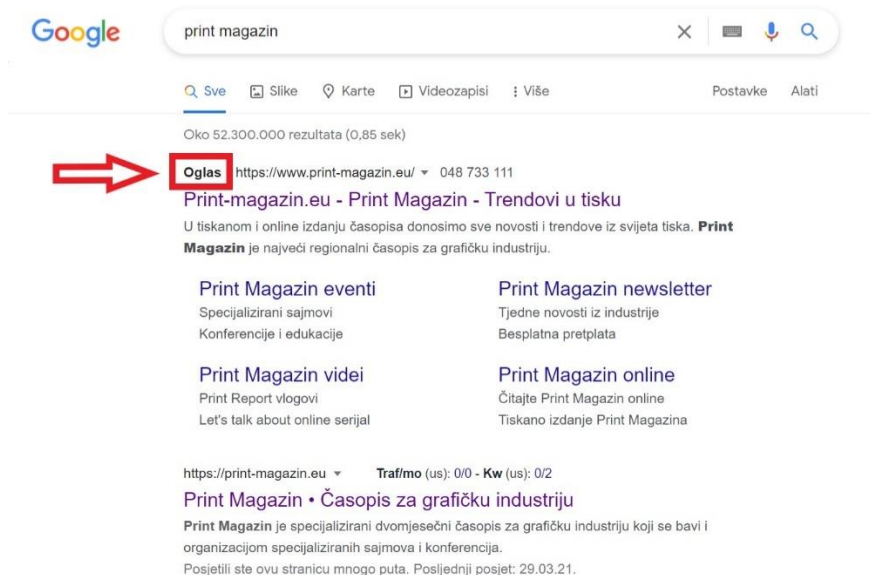 Google
print magazin
Sve Slike Karte Videozapisi Više Postavke Alati
Oko 52.300.000 rezultata (0,85 sek)
Oglas https://www.print-magazin.eu/ 048 733 111
Print-magazin.eu - Print Magazin - Trendovi u tisku
U tiskanom i online izdanju časopisa donosimo sve novosti i trendove iz svijeta tiska. Print
Magazin je najveći regionalni časopis za grafičku industriju.
Print Magazin eventi
Specijalizirani sajmovi
Konferencije i edukacije
Print Magazin newsletter
Tjedne novosti iz industrije
Besplatna pretplata
Print Magazin videi
Print Report vlogovi
Let's talk about online serijal
Print Magazin online
Čitajte Print Magazin online
Tiskano izdanje Print Magazina
https://print-magazin.eu Traf/mo (us): 0/0 - Kw (us): 0/2
Print Magazin • Časopis za grafičku industriju
Print Magazin je specijalizirani dvomjesečni časopis za grafičku industriju koji se bavi i
organizacijom specijaliziranih sajmova i konferencija.
Posjetili ste ovu stranicu mnogo puta. Posljednji posjet: 29.03.21.